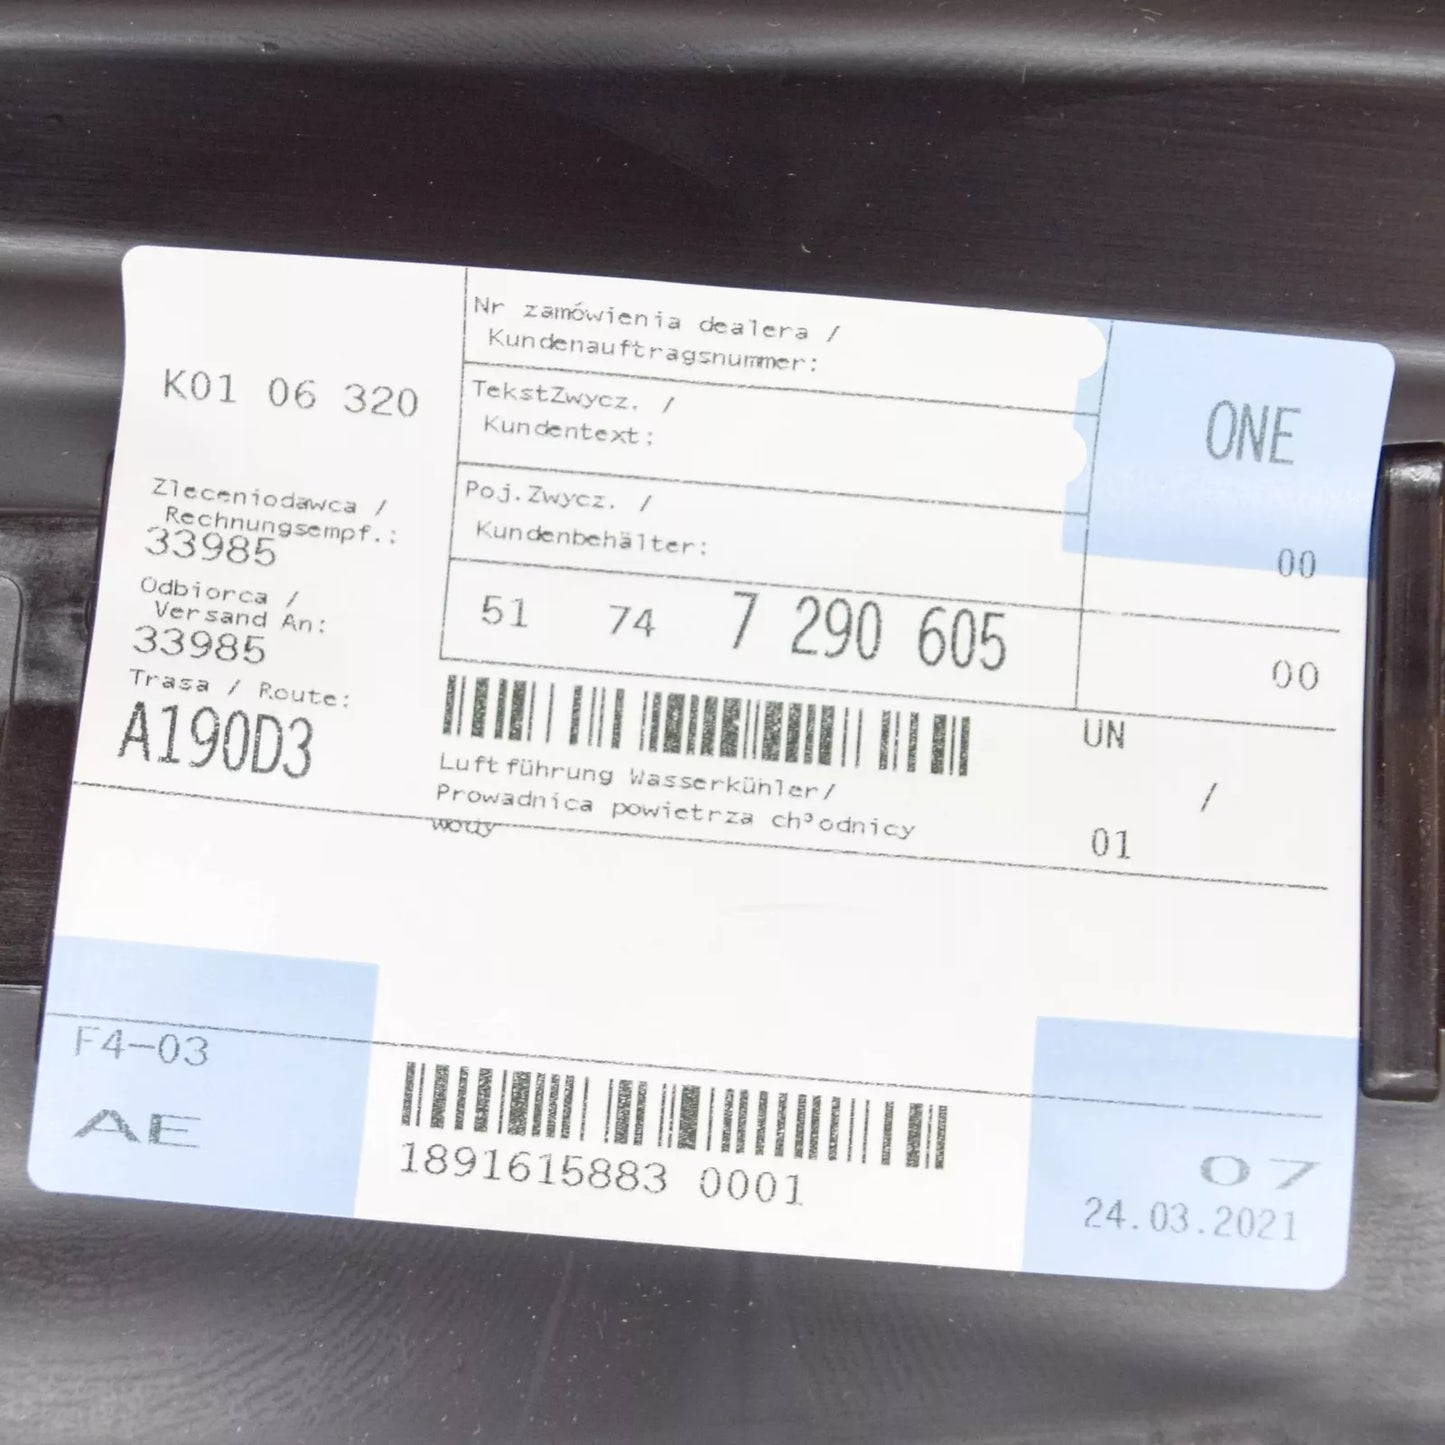 K01 06 320
Zleceniodawca /
Rechnungsempf.:
33985
Odbiorca /
Versand An:
33985
Trasa / Route:
A190D3
Nr zamówienia dealera /
Kundenauftragsnummer:
TekstZwycz. /
Kundentext:
Poj.Zwycz. /
Kundenbehälter:
51 74 7 290 605
Luftführung Wasserkühler/
Prowadnica powietrza ch³odnicy
wody
ONE
00
00
UN
/
01
F4-03
AE
1891615883 0001
07
24.03.2021